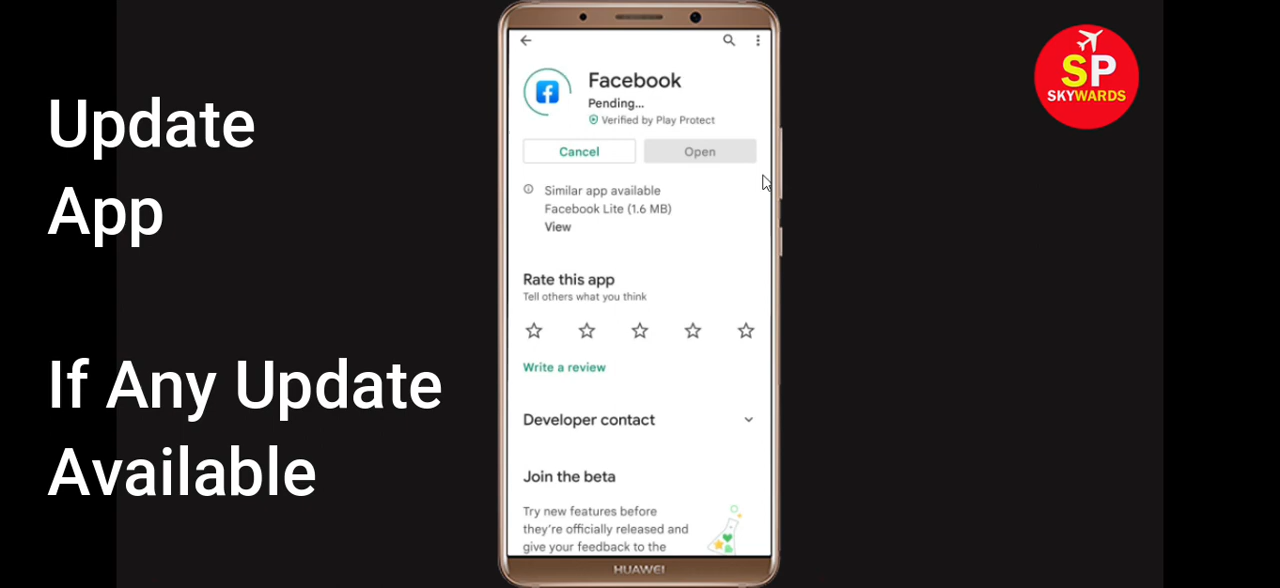 Update
App
If Any Update
Available
Facebook
Pending...
Verified by Play Protect
Cancel
Open
Similar app available
Facebook Lite (1.6 MB)
View
Rate this app
Tell others what you think
Write a review
Developer contact
Join the beta
Try new features before
they're officially released and
give your feedback to the
HUAWEI
SP
SKYWARDS